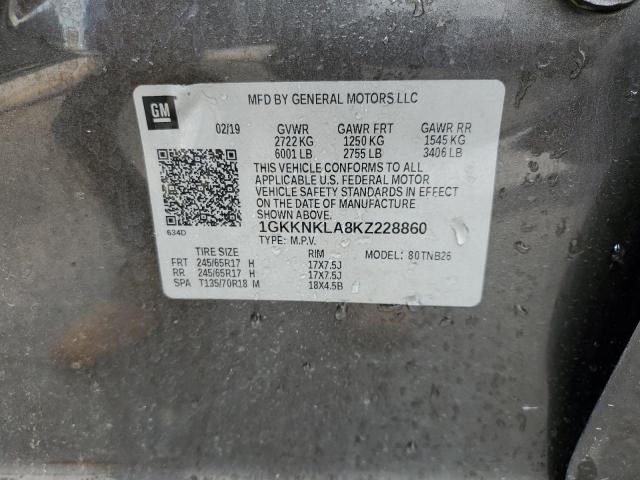 GM
MFD BY GENERAL MOTORS LLC
02/19 GVWR GAWR FRT GAWR RR
2722 KG 1250 KG 1545 KG
6001 LB 2755 LB 3406 LB
THIS VEHICLE CONFORMS TO ALL
APPLICABLE U.S. FEDERAL MOTOR
VEHICLE SAFETY STANDARDS IN EFFECT
ON THE DATE OF MANUFACTURE
SHOWN ABOVE.
634D
1GKKNKLA8KZ228860
TYPE: M.P.V. MODEL: 80TNB26
TIRE SIZE RIM
FRT 245/65R17 H 17X7.5J
RR 245/65R17 H 17X7.5J
SPA T135/70R18 M 18X4.5B